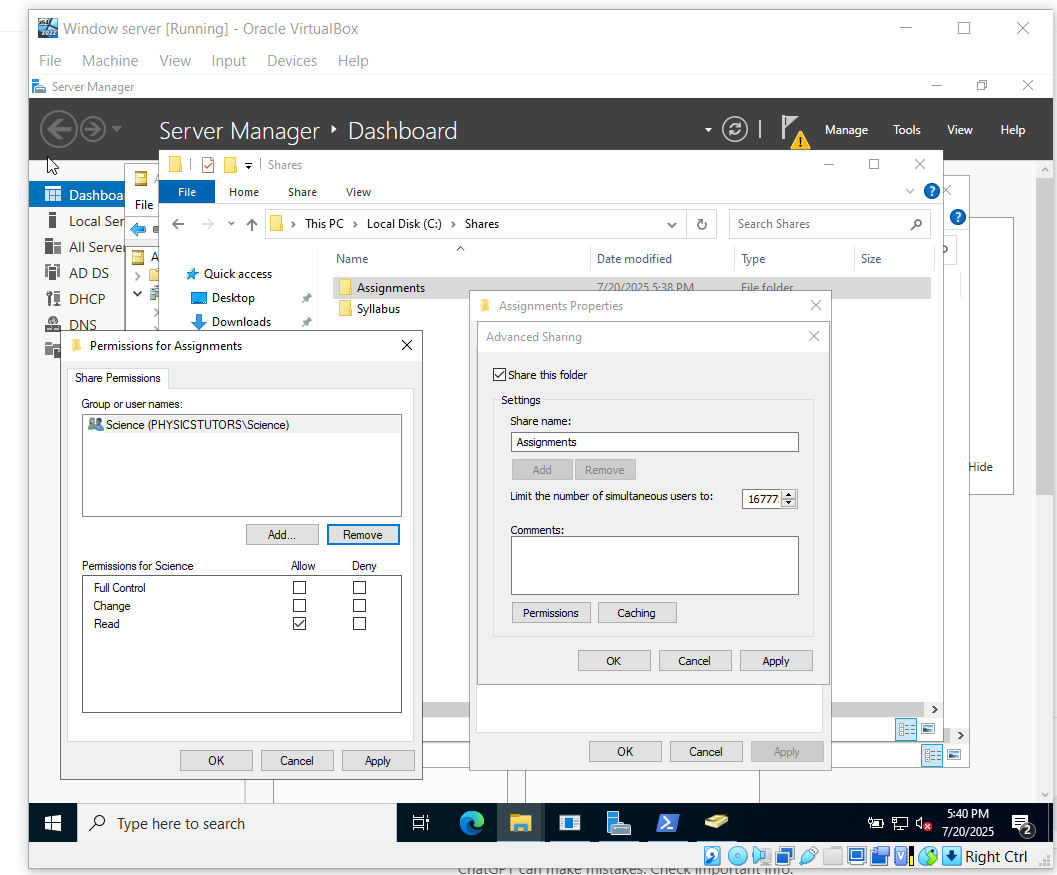 Window server [Running] - Oracle VirtualBox
File Machine View Input Devices Help
Server Manager
Server Manager Dashboard
Manage Tools View Help
Shares
File Home Share View
This PC Local Disk (C:) Shares
Search Shares
Name Date modified Type Size
Quick access
Desktop
Downloads
Assignments 7/20/2025 5:38 PM File folder
Syllabus
Dashboa
Local Ser
All Server
AD DS
DHCP
DNS
File
A
Permissions for Assignments
Share Permissions
Group or user names:
Science (PHYSICSTUTORS\Science)
Add... Remove
Permissions for Science Allow Deny
Full Control
Change
Read
OK Cancel Apply
Assignments Properties
Advanced Sharing
Share this folder
Settings
Share name:
Assignments
Add Remove
Limit the number of simultaneous users to: 16777
Comments:
Permissions Caching
OK Cancel Apply
OK Cancel Apply
Hide
Type here to search
5:40 PM
7/20/2025
2
Right Ctrl
ChatGPT can make mistakes. Check important info.